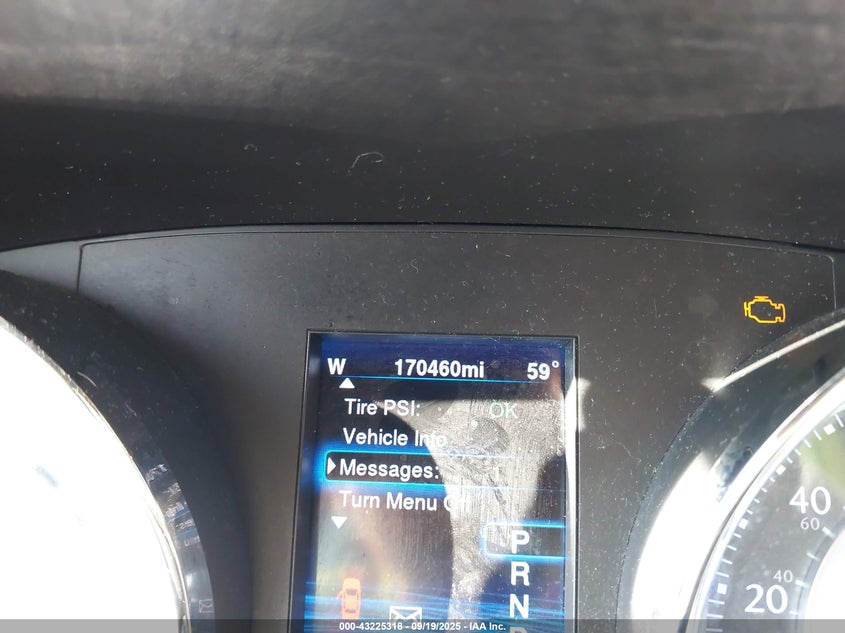 W 170460mi 59°
Tire PSI: OK
Vehicle Info
Messages:
Turn Menu Off
P
R
N
40
60
40
20
000-43225318 - 09/19/2025 - IAA Inc.